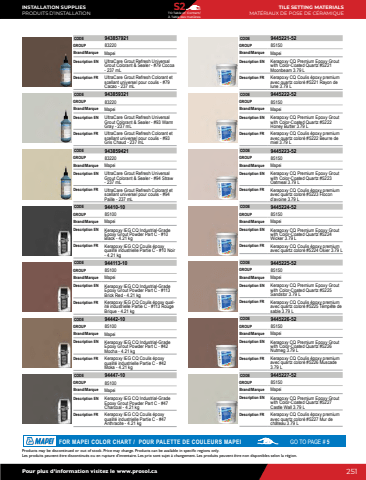 INSTALLATION SUPPLIES
PRODUITS D'INSTALLATION
S2
TILE SETTING MATERIALS
MATÉRIAUX DE POSE DE CÉRAMIQUE
CODE 943857921
GROUP 83220
Brand/Marque Mapei
Description EN UltraCare Grout Refresh Universal
Grout Colorant & Sealer - #79 Cocoa
- 237 mL
Description FR UltraCare Grout Refresh Colorant et
scellant universel pour coulis - #79
Cacao - 237 mL
CODE 943859321
GROUP 83220
Brand/Marque Mapei
Description EN UltraCare Grout Refresh Universal
Grout Colorant & Sealer - #93 Warm
Gray - 237 mL
Description FR UltraCare Grout Refresh Colorant et
scellant universel pour coulis - #93
Gris Chaud - 237 mL
CODE 943859421
GROUP 83220
Brand/Marque Mapei
Description EN UltraCare Grout Refresh Universal
Grout Colorant & Sealer - #94 Straw
- 237 mL
Description FR UltraCare Grout Refresh Colorant et
scellant universel pour coulis - #94
Paille - 237 mL
CODE 94410-10
GROUP 85100
Brand/Marque Mapei
Description EN Kerapoxy IEG CQ Industrial-Grade
Epoxy Grout Powder Part C - #10
Black - 4.21 kg
Description FR Kerapoxy IEG CQ Coulis époxy
qualité industrielle Partie C - #10 Noir
- 4.21 kg
CODE 944113-10
GROUP 85100
Brand/Marque Mapei
Description EN Kerapoxy IEG CQ Industrial-Grade
Epoxy Grout Powder Part C - #113
Brick Red - 4.21 kg
Description FR Kerapoxy IEG CQ Coulis époxy qual-
ité industrielle Partie C - #113 Rouge
Brique - 4.21 kg
CODE 94442-10
GROUP 85100
Brand/Marque Mapei
Description EN Kerapoxy IEG CQ Industrial-Grade
Epoxy Grout Powder Part C - #42
Mocha - 4.21 kg
Description FR Kerapoxy IEG CQ Coulis époxy
qualité industrielle Partie C - #42
Moka - 4.21 kg
CODE 94447-10
GROUP 85100
Brand/Marque Mapei
Description EN Kerapoxy IEG CQ Industrial-Grade
Epoxy Grout Powder Part C - #47
Charcoal - 4.21 kg
Description FR Kerapoxy IEG CQ Coulis époxy
qualité industrielle Partie C - #47
Anthracite - 4.21 kg
CODE 9445221-52
GROUP 85150
Brand/Marque Mapei
Description EN Kerapoxy CQ Premium Epoxy Grout
with Color-Coated Quartz #5221
Moonbeam 3.79 L
Description FR Kerapoxy CQ Coulis époxy premium
avec quartz coloré #5221 Rayon de
lune 3.79 L
CODE 9445222-52
GROUP 85150
Brand/Marque Mapei
Description EN Kerapoxy CQ Premium Epoxy Grout
with Color-Coated Quartz #5222
Honey Butter 3.79 L
Description FR Kerapoxy CQ Coulis époxy premium
avec quartz coloré #5222 Beurre de
miel 3.79 L
CODE 9445223-52
GROUP 85150
Brand/Marque Mapei
Description EN Kerapoxy CQ Premium Epoxy Grout
with Color-Coated Quartz #5223
Oatmeal 3.79 L
Description FR Kerapoxy CQ Coulis époxy premium
avec quartz coloré #5223 Flocon
d'avoine 3.79 L
CODE 9445224-52
GROUP 85150
Brand/Marque Mapei
Description EN Kerapoxy CQ Premium Epoxy Grout
with Color-Coated Quartz #5224
Wicker 3.79 L
Description FR Kerapoxy CQ Coulis époxy premium
avec quartz coloré #5224 Osier 3.79 L
CODE 9445225-52
GROUP 85150
Brand/Marque Mapei
Description EN Kerapoxy CQ Premium Epoxy Grout
with Color-Coated Quartz #5225
Sandstor 3.79 L
Description FR Kerapoxy CQ Coulis époxy premium
avec quartz coloré #5225 Tempête de
sable 3.79 L
CODE 9445226-52
GROUP 85150
Brand/Marque Mapei
Description EN Kerapoxy CQ Premium Epoxy Grout
with Color-Coated Quartz #5226
Nutmeg 3.79 L
Description FR Kerapoxy CQ Coulis époxy premium
avec quartz coloré #5226 Muscade
3.79 L
CODE 9445227-52
GROUP 85150
Brand/Marque Mapei
Description EN Kerapoxy CQ Premium Epoxy Grout
with Color-Coated Quartz #5227
Castle Wall 3.79 L
Description FR Kerapoxy CQ Coulis époxy premium
avec quartz coloré #5227 Mur de
château 3.79 L
MAPEI FOR MAPEI COLOR CHART / POUR PALETTE DE COULEURS MAPEI GO TO PAGE # 5
Products may be discontinued or out of stock. Price may change. Products can be available in specific regions only.
Les produits peuvent être discontinués ou en rupture d'inventaire. Les prix sont sujet à changement. Les produits peuvent être non disponibles selon la région.
Pour plus d'information visitez le www.prosol.ca 251